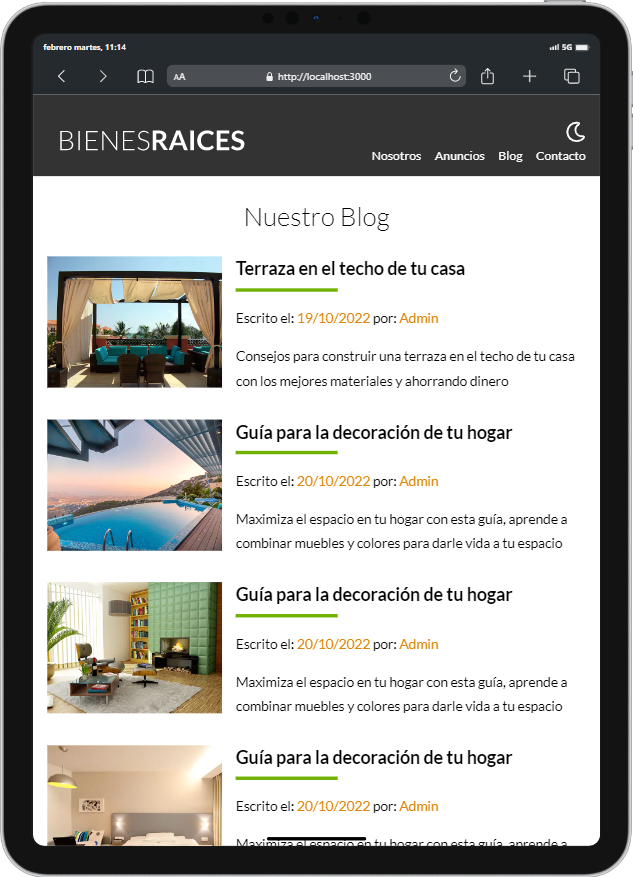 febrero martes, 11:14
5G
AA
http://localhost:3000
BIENESRAICES
Nosotros Anuncios Blog Contacto
Nuestro Blog
Terraza en el techo de tu casa
Escrito el: 19/10/2022 por: Admin
Consejos para construir una terraza en el techo de tu casa
con los mejores materiales y ahorrando dinero
Guía para la decoración de tu hogar
Escrito el: 20/10/2022 por: Admin
Maximiza el espacio en tu hogar con esta guía, aprende a
combinar muebles y colores para darle vida a tu espacio
Guía para la decoración de tu hogar
Escrito el: 20/10/2022 por: Admin
Maximiza el espacio en tu hogar con esta guía, aprende a
combinar muebles y colores para darle vida a tu espacio
Guía para la decoración de tu hogar
Escrito el: 20/10/2022 por: Admin
Maximiza el espacio en tu hogar con esta guía, aprende a